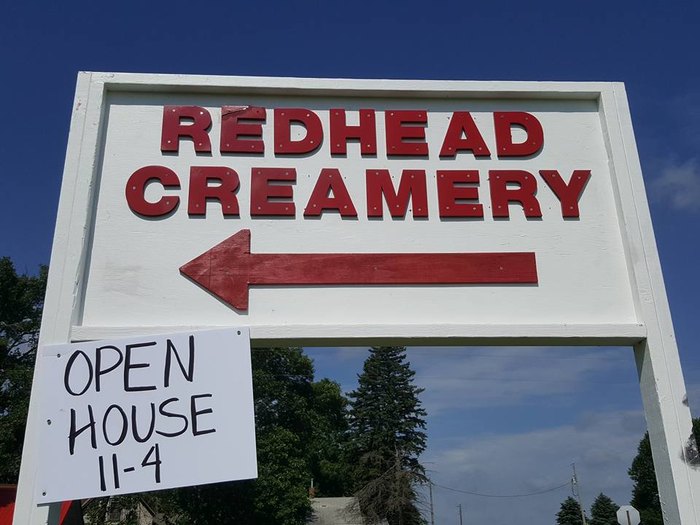 REDHEAD
CREAMERY
OPEN
HOUSE
11-4